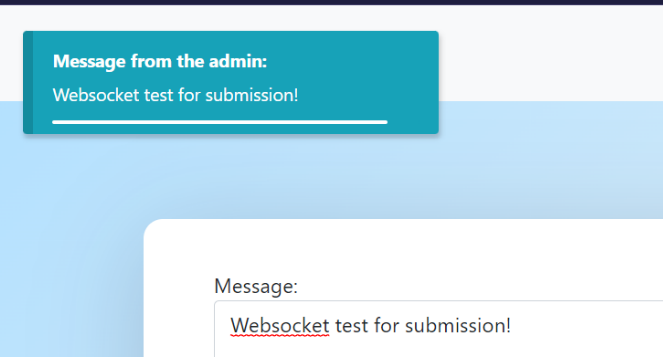 Message from the admin:
Websocket test for submission!
Message:
Websocket test for submission!